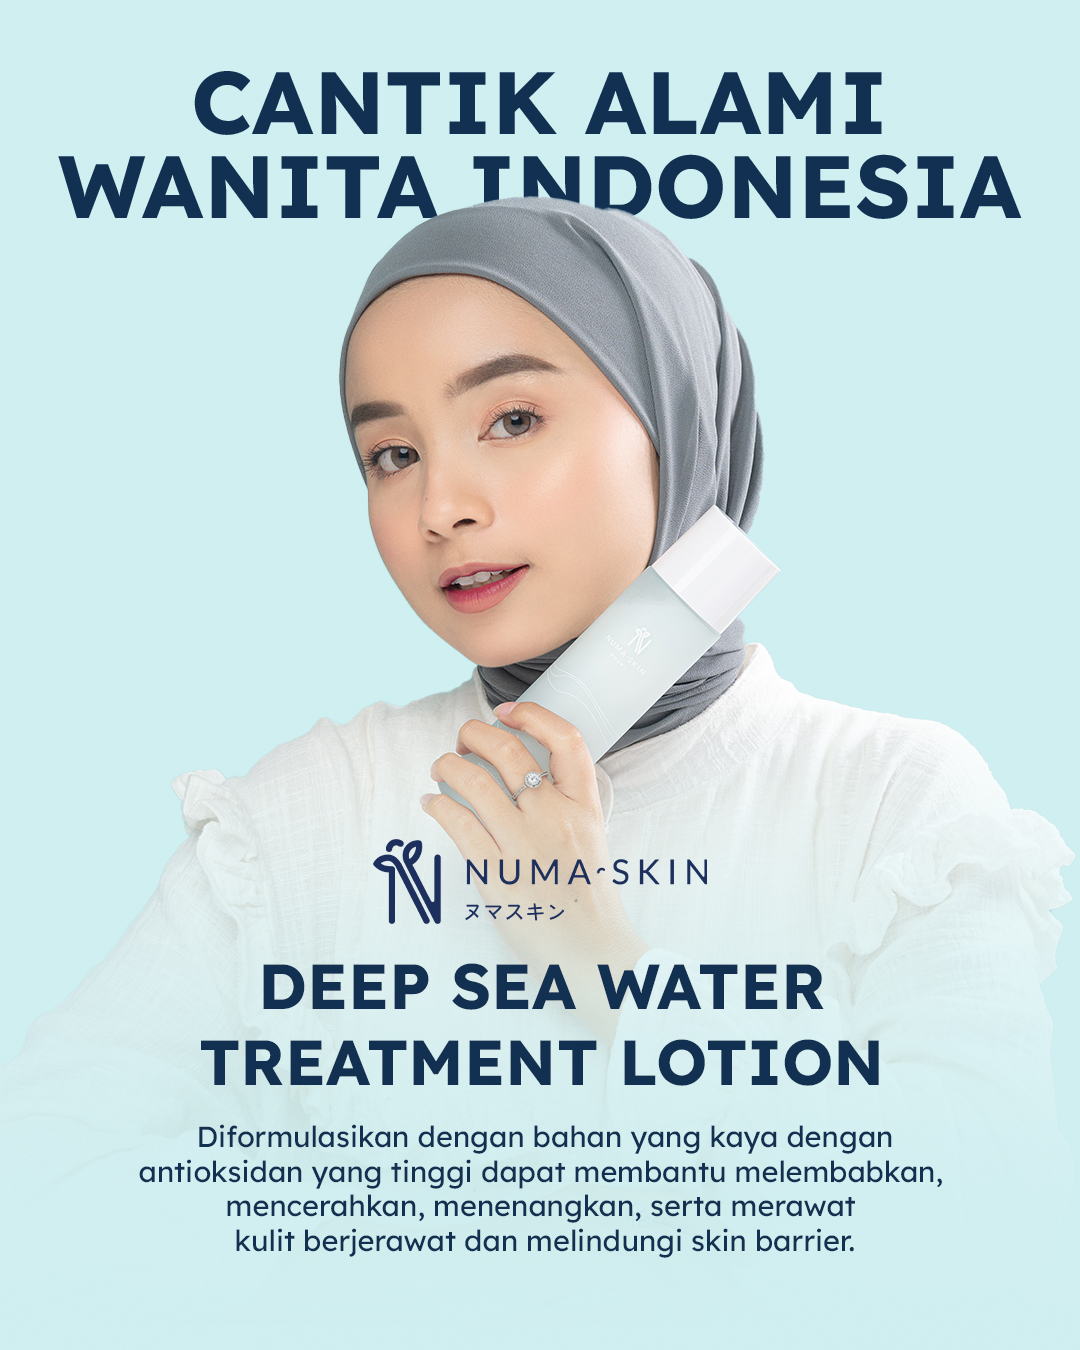 CANTIK ALAMI
WANITA INDONESIA
NUMA SKIN
NUMA~SKIN
ヌマスキン
DEEP SEA WATER
TREATMENT LOTION
Diformulasikan dengan bahan yang kaya dengan
antioksidan yang tinggi dapat membantu melembabkan,
mencerahkan, menenangkan, serta merawat
kulit berjerawat dan melindungi skin barrier.